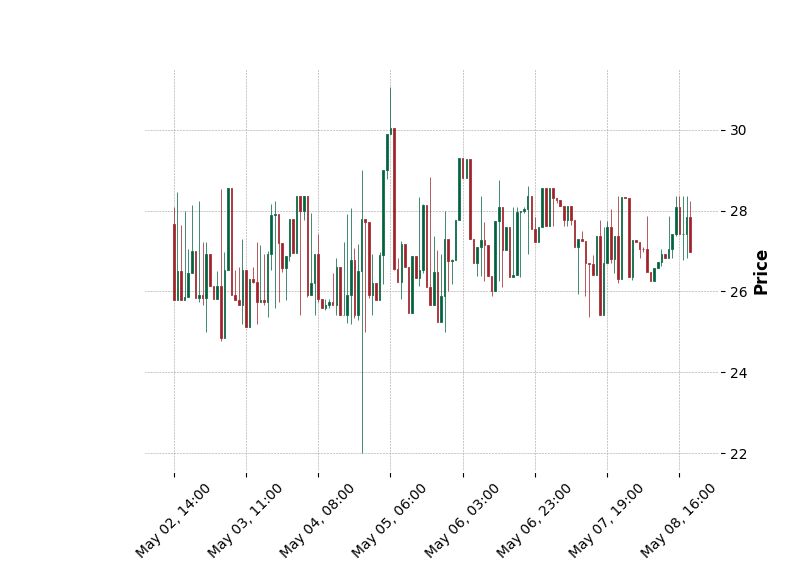 30
28
26
24
22
Price
May 02, 14:00
May 03, 11:00
May 04, 08:00
May 05, 06:00
May 06, 03:00
May 06, 23:00
May 07, 19:00
May 08, 16:00